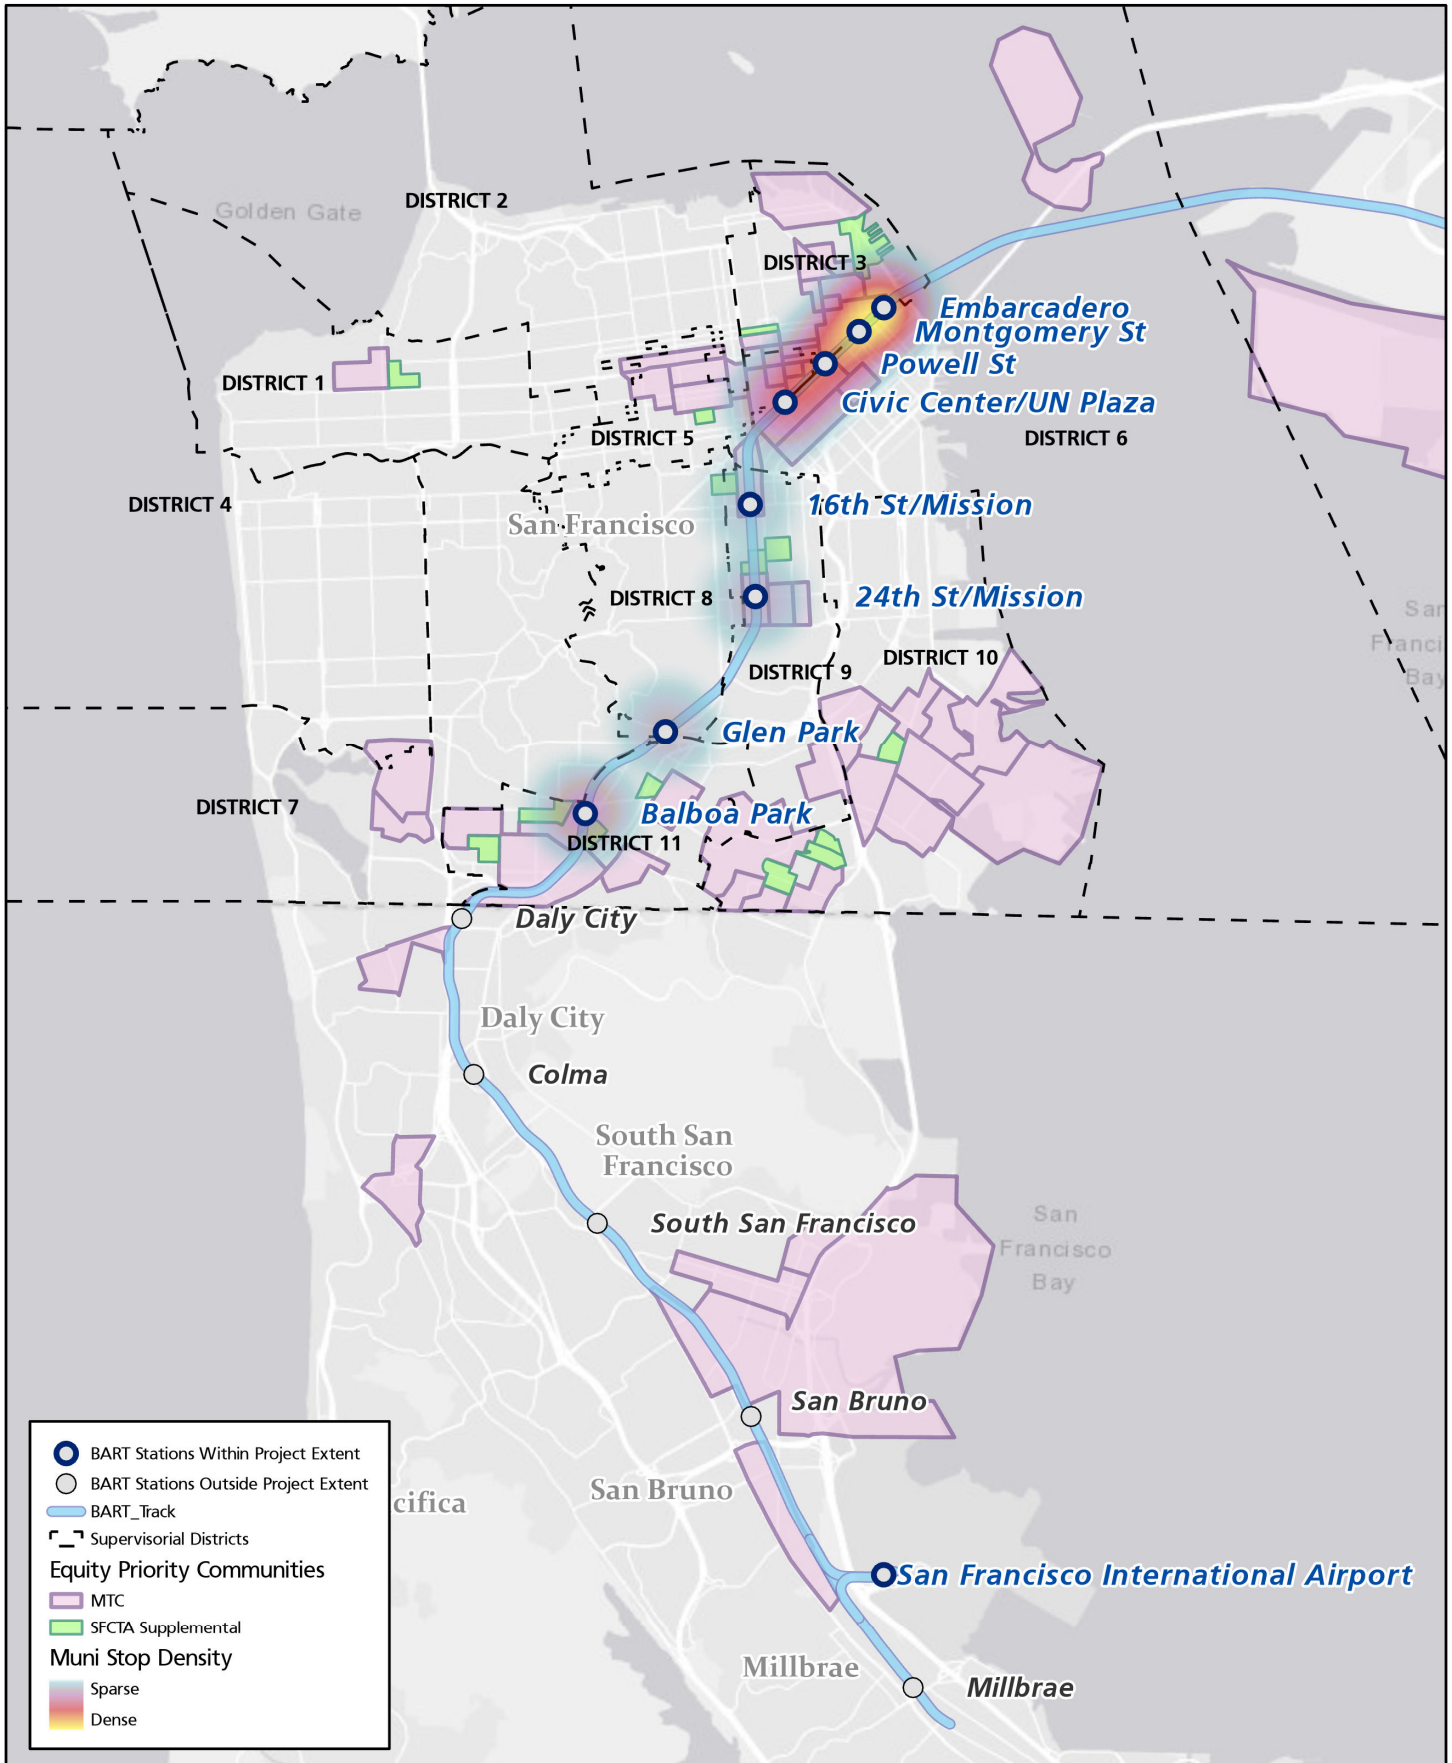 Golden Gate
DISTRICT 2
DISTRICT 3
Embarcadero
Montgomery St
Powell St
DISTRICT 1
Civic Center/UN Plaza
DISTRICT 5
DISTRICT 6
DISTRICT 4
16th St/Mission
San Francisco
DISTRICT 8
24th St/Mission
San
Franci
Bay
DISTRICT 9
DISTRICT 10
Glen Park
DISTRICT 7
Balboa Park
DISTRICT 11
Daly City
Daly City
Colma
South San
Francisco
South San Francisco
San
Francisco
Bay
San Bruno
San Bruno
cifica
San Francisco International Airport
Millbrae
Millbrae
BART Stations Within Project Extent
BART Stations Outside Project Extent
BART_Track
Supervisorial Districts
Equity Priority Communities
MTC
SFCTA Supplemental
Muni Stop Density
Sparse
Dense